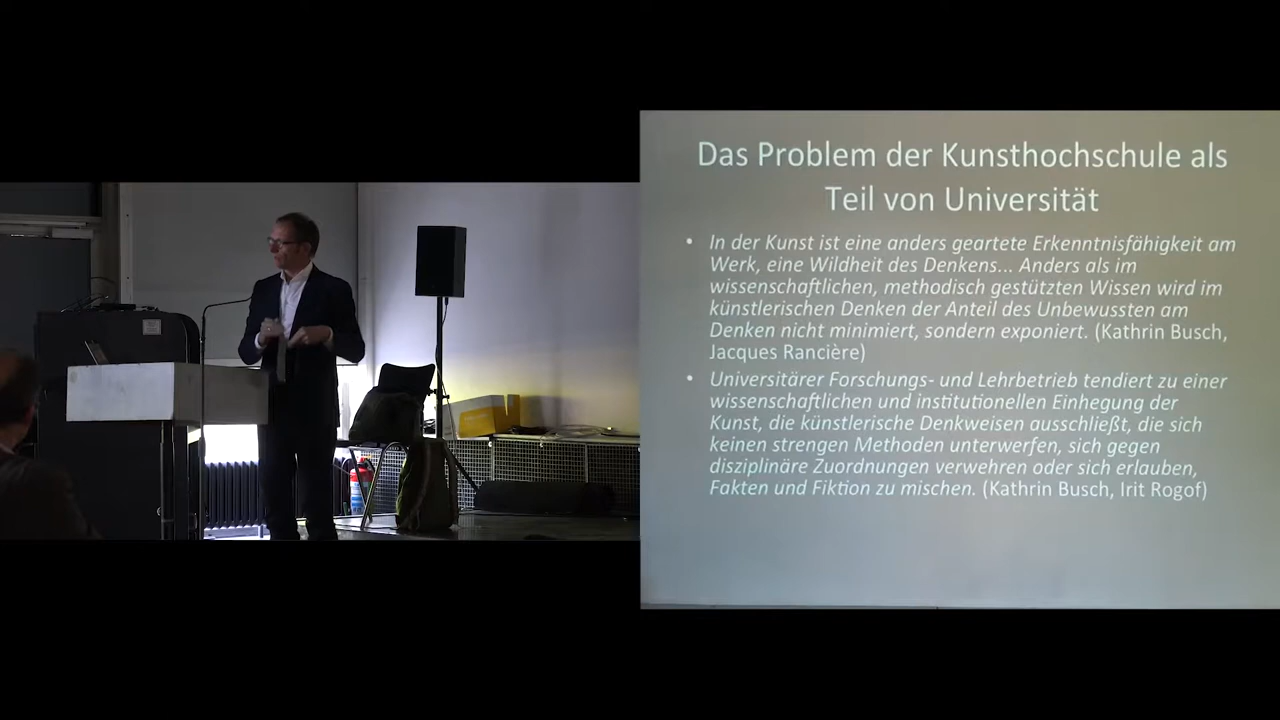 Das Problem der Kunsthochschule als
Teil von Universität
• In der Kunst ist eine anders geartete Erkenntnisfähigkeit am
Werk, eine Wildheit des Denkens... Anders als im
wissenschaftlichen, methodisch gestützten Wissen wird im
künstlerischen Denken der Anteil des Unbewussten am
Denken nicht minimiert, sondern exponiert. (Kathrin Busch,
Jacques Rancière)
• Universitärer Forschungs- und Lehrbetrieb tendiert zu einer
wissenschaftlichen und institutionellen Einhegung der
Kunst, die künstlerische Denkweisen ausschließt, die sich
keinen strengen Methoden unterwerfen, sich gegen
disziplinäre Zuordnungen verwehren oder sich erlauben,
Fakten und Fiktion zu mischen. (Kathrin Busch, Irit Rogof)